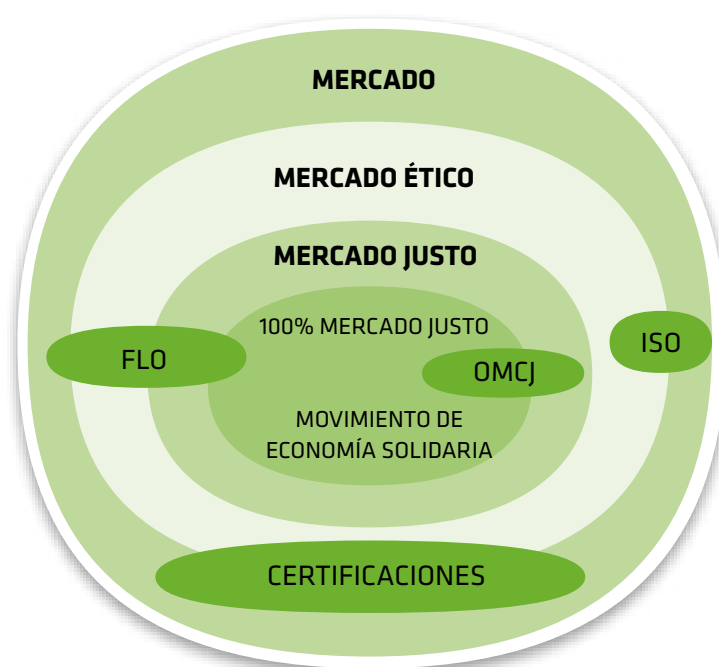 MERCADO
MERCADO ÉTICO
MERCADO JUSTO
100% MERCADO JUSTO
FLO
ISO
OMCJ
MOVIMIENTO DE
ECONOMÍA SOLIDARIA
CERTIFICACIONES